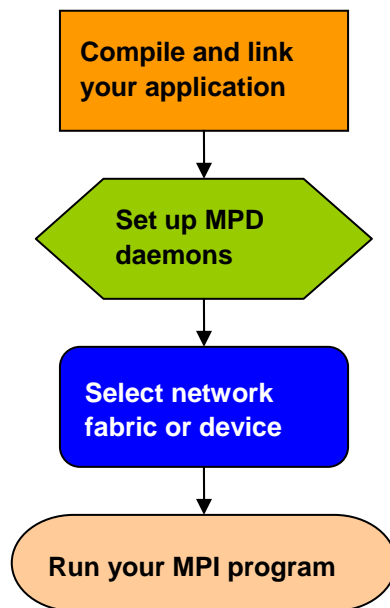 Compile and link
your application
Set up MPD
daemons
Select network
fabric or device
Run your MPI program